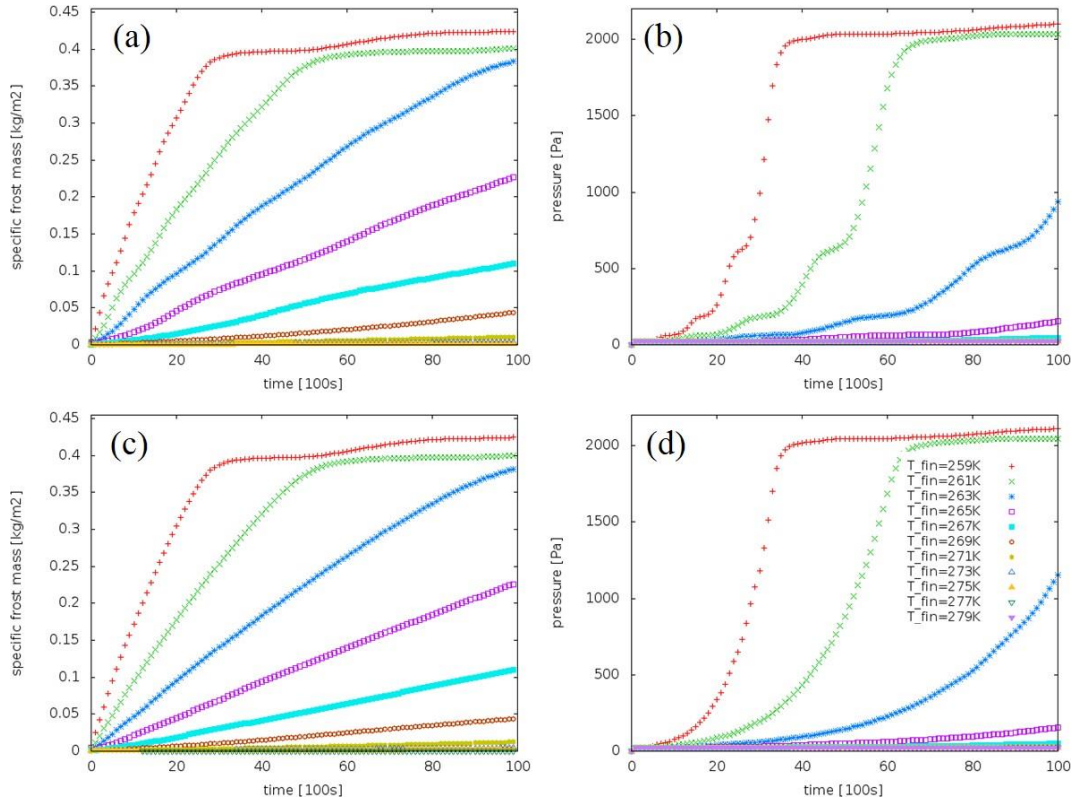 (a)
specific frost mass [kg/m2]
0.45
0.4
0.35
0.3
0.25
0.2
0.15
0.1
0.05
0
0 20 40 60 80 100
time [100s]
(b)
pressure [Pa]
2000
1500
1000
500
0
0 20 40 60 80 100
time [100s]
(c)
specific frost mass [kg/m2]
0.45
0.4
0.35
0.3
0.25
0.2
0.15
0.1
0.05
0
0 20 40 60 80 100
time [100s]
(d)
pressure [Pa]
2000
1500
1000
500
0
T_fin=259K
T_fin=261K
T_fin=263K
T_fin=265K
T_fin=267K
T_fin=269K
T_fin=271K
T_fin=273K
T_fin=275K
T_fin=277K
T_fin=279K
0 20 40 60 80 100
time [100s]